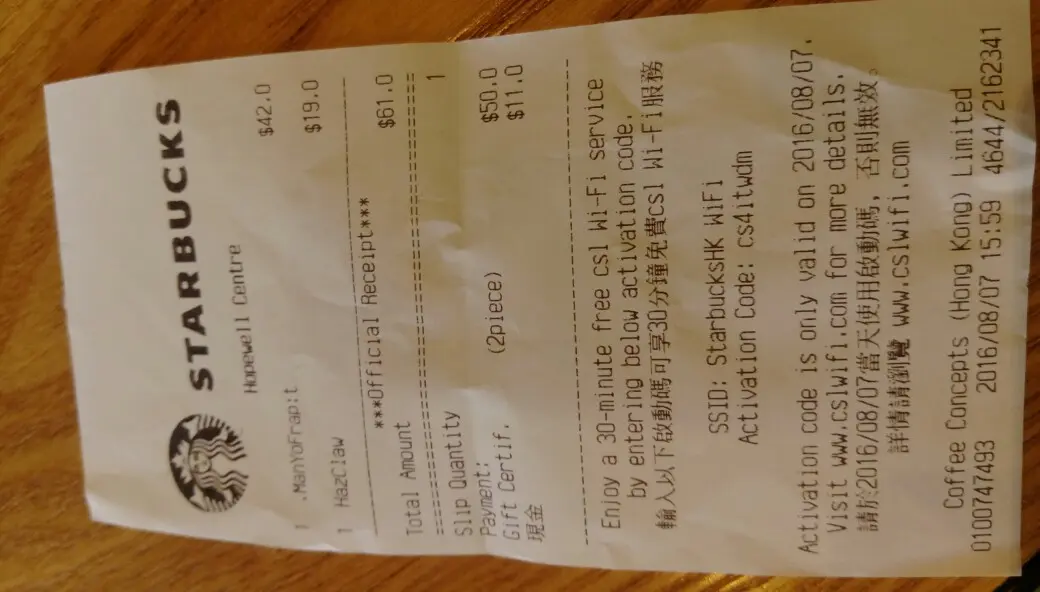 STARBUCKS
Hopewell Centre
1 .ManYoFrap:t $42.0
1 HazClaw $19.0
***Official Receipt***
Total Amount $61.0
Slip Quantity 1
Payment:
Gift Certif. (2piece) $50.0
現金 $11.0
Enjoy a 30-minute free csl Wi-Fi service
by entering below activation code.
輸入以下啟動碼可享30分鐘免費csl Wi-Fi服務
SSID: StarbucksHK WiFi
Activation Code: cs4itwdm
Activation code is only valid on 2016/08/07.
Visit www.cslwifi.com for more details.
請於2016/08/07當天使用啟動碼, 否則無效。
詳情請瀏覽 www.cslwifi.com
Coffee Concepts (Hong Kong) Limited
0100747493 2016/08/07 15:59 4644/2162341